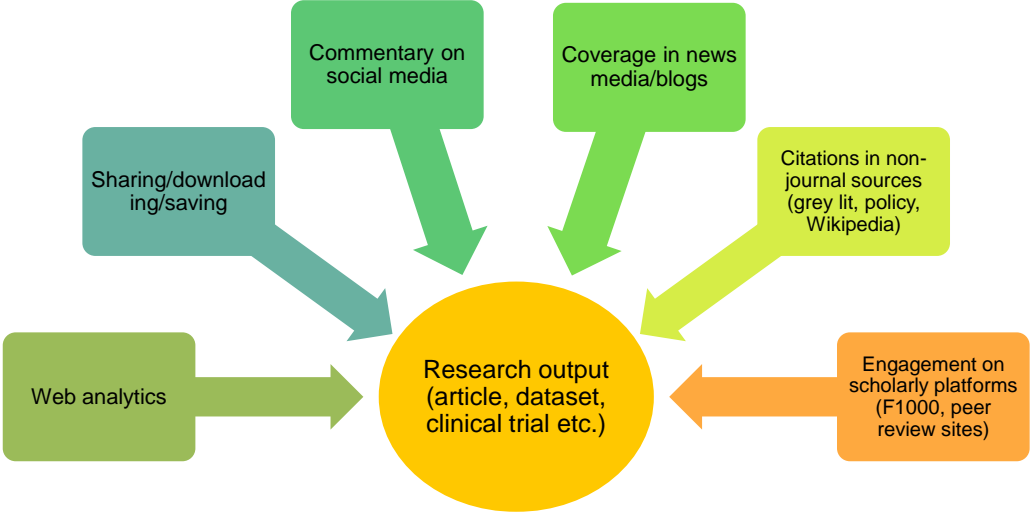 Commentary on
social media
Coverage in news
media/blogs
Sharing/download
ing/saving
Citations in non-
journal sources
(grey lit, policy,
Wikipedia)
Web analytics
Research output
(article, dataset,
clinical trial etc.)
Engagement on
scholarly platforms
(F1000, peer
review sites)